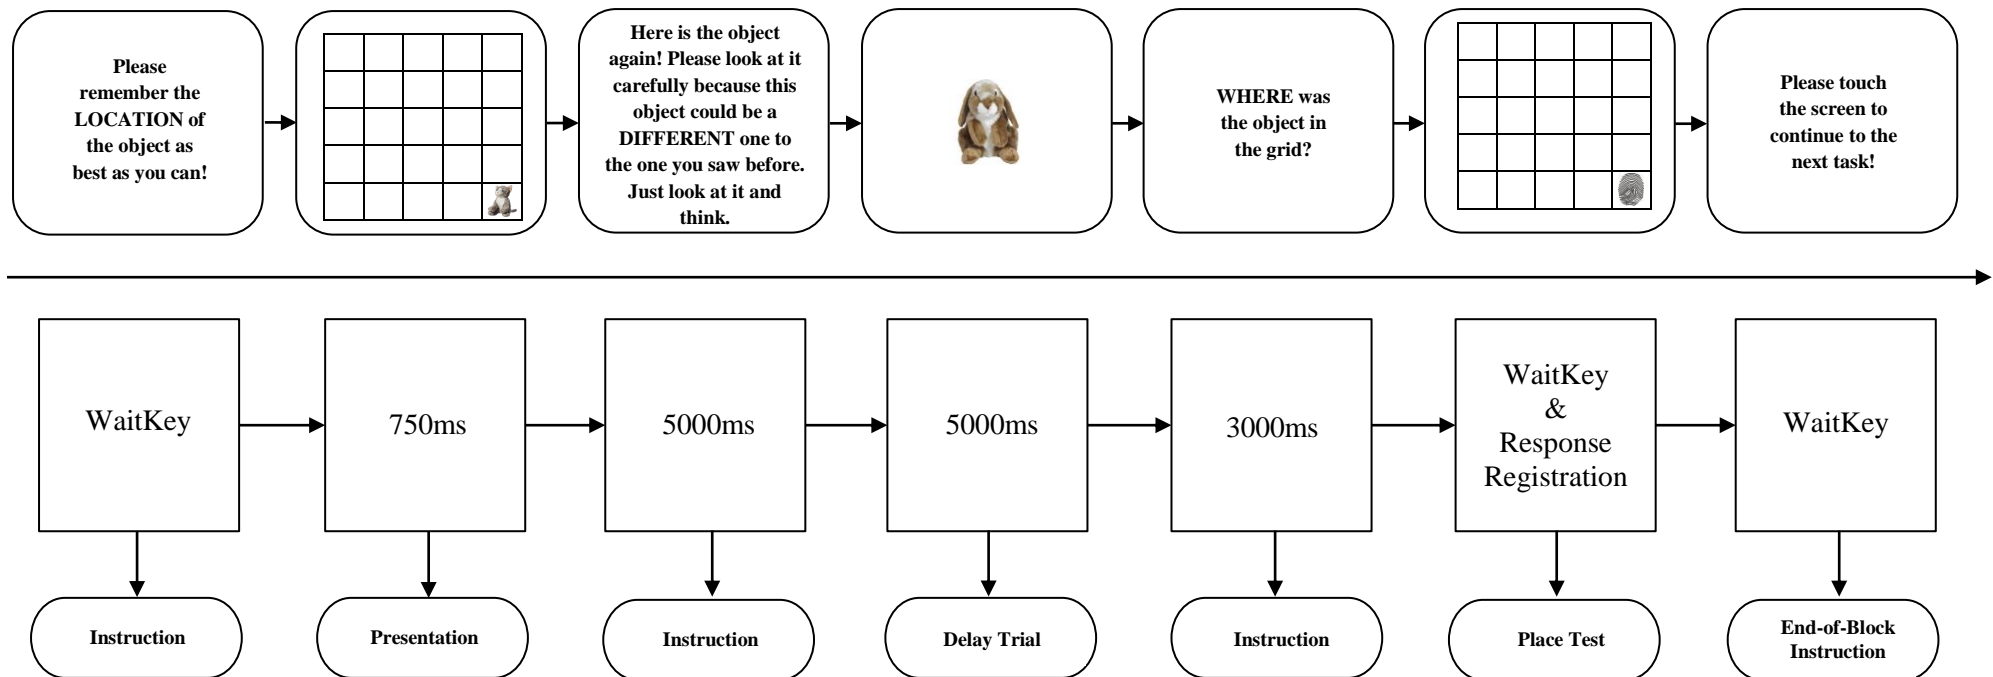 Please
remember the
LOCATION of
the object as
best as you can!
Here is the object
again! Please look at it
carefully because this
object could be a
DIFFERENT one to
the one you saw before.
Just look at it and
think.
WHERE was
the object in
the grid?
Please touch
the screen to
continue to the
next task!
WaitKey
750ms
5000ms
5000ms
3000ms
WaitKey
&
Response
Registration
WaitKey
Instruction
Presentation
Instruction
Delay Trial
Instruction
Place Test
End-of-Block
Instruction